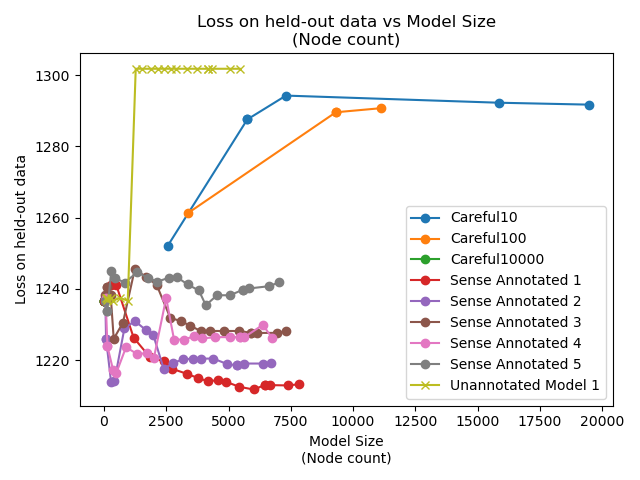 Loss on held-out data vs Model Size
(Node count)
Loss on held-out data
1300
1280
1260
1240
1220
Careful10
Careful100
Careful10000
Sense Annotated 1
Sense Annotated 2
Sense Annotated 3
Sense Annotated 4
Sense Annotated 5
Unannotated Model 1
0 2500 5000 7500 10000 12500 15000 17500 20000
Model Size
(Node count)